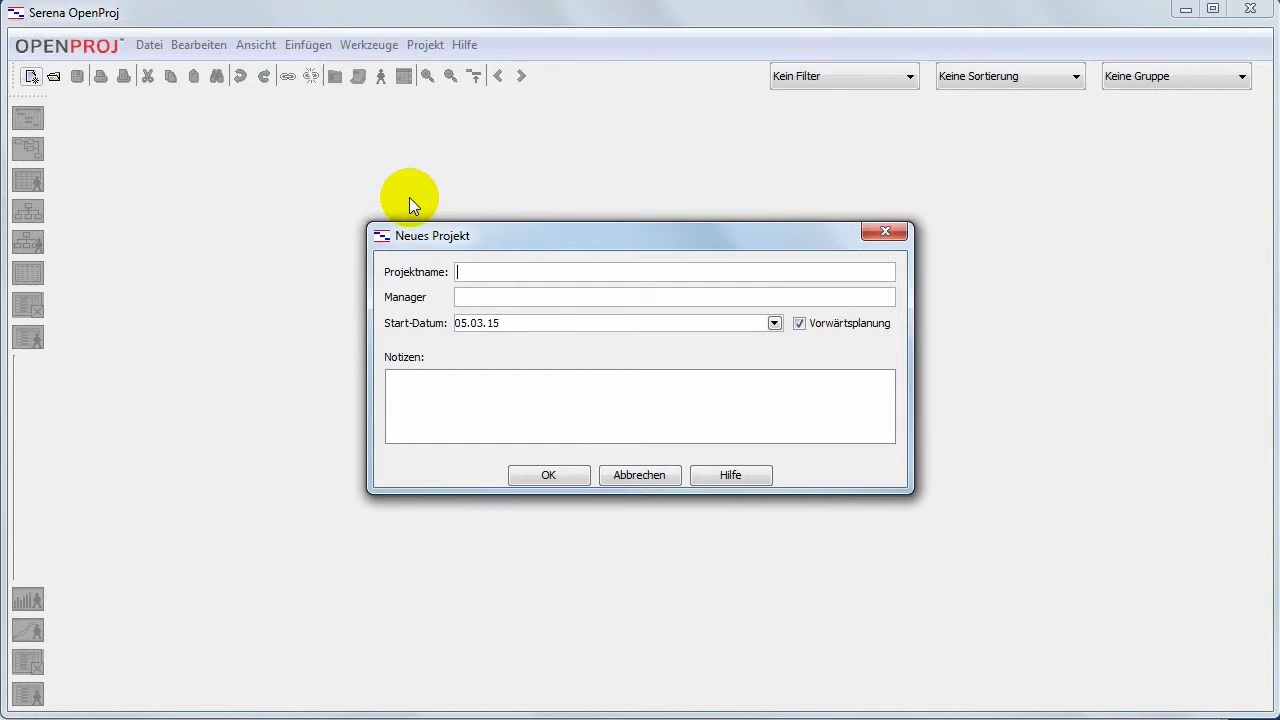 Serena OpenProj
OPENPROJ™ Datei Bearbeiten Ansicht Einfügen Werkzeuge Projekt Hilfe
Kein Filter Keine Sortierung Keine Gruppe
Neues Projekt
Projektname:
Manager
Start-Datum: 05.03.15 Vorwärtsplanung
Notizen:
OK Abbrechen Hilfe